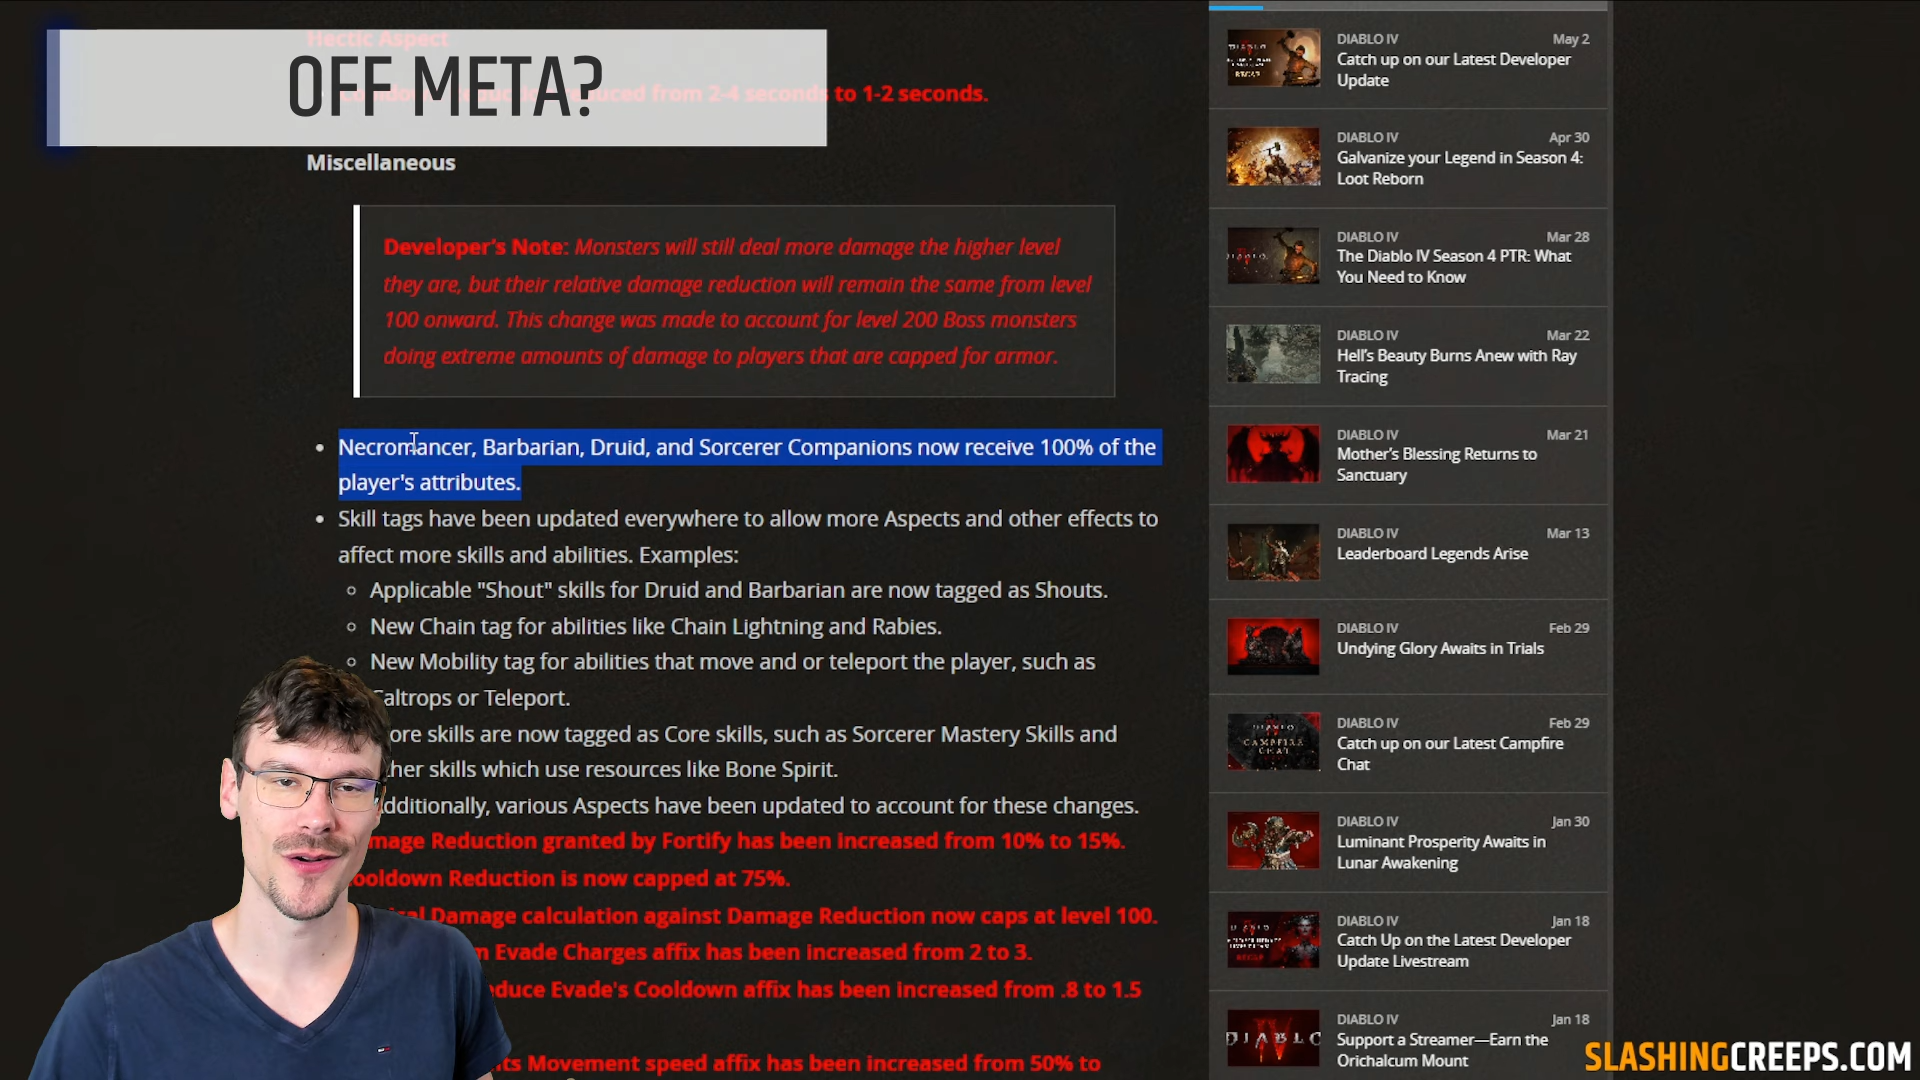 Hectic Aspect
OFF META?
reduced from 2-4 seconds to 1-2 seconds.
Miscellaneous
Developer's Note: Monsters will still deal more damage the higher level
they are, but their relative damage reduction will remain the same from level
100 onward. This change was made to account for level 200 Boss monsters
doing extreme amounts of damage to players that are capped for armor.
Necromancer, Barbarian, Druid, and Sorcerer Companions now receive 100% of the
player's attributes.
Skill tags have been updated everywhere to allow more Aspects and other effects to
affect more skills and abilities. Examples:
Applicable "Shout" skills for Druid and Barbarian are now tagged as Shouts.
New Chain tag for abilities like Chain Lightning and Rabies.
New Mobility tag for abilities that move and or teleport the player, such as
altrops or Teleport.
ore skills are now tagged as Core skills, such as Sorcerer Mastery Skills and
her skills which use resources like Bone Spirit.
dditionally, various Aspects have been updated to account for these changes.
mage Reduction granted by Fortify has been increased from 10% to 15%.
ooldown Reduction is now capped at 75%.
Damage calculation against Damage Reduction now caps at level 100.
Evade Charges affix has been increased from 2 to 3.
duce Evade's Cooldown affix has been increased from .8 to 1.5
ts Movement speed affix has been increased from 50% to
DIABLO IV May 2
Catch up on our Latest Developer
Update
DIABLO IV Apr 30
Galvanize your Legend in Season 4:
Loot Reborn
DIABLO IV Mar 28
The Diablo IV Season 4 PTR: What
You Need to Know
DIABLO IV Mar 22
Hell's Beauty Burns Anew with Ray
Tracing
DIABLO IV Mar 21
Mother's Blessing Returns to
Sanctuary
DIABLO IV Mar 13
Leaderboard Legends Arise
DIABLO IV Feb 29
Undying Glory Awaits in Trials
DIABLO IV Feb 29
Catch up on our Latest Campfire
Chat
DIABLO IV Jan 30
Luminant Prosperity Awaits in
Lunar Awakening
DIABLO IV Jan 18
Catch Up on the Latest Developer
Update Livestream
DIABLO IV Jan 18
Support a Streamer—Earn the
Orichalcum Mount
SLASHINGCREEPS.COM